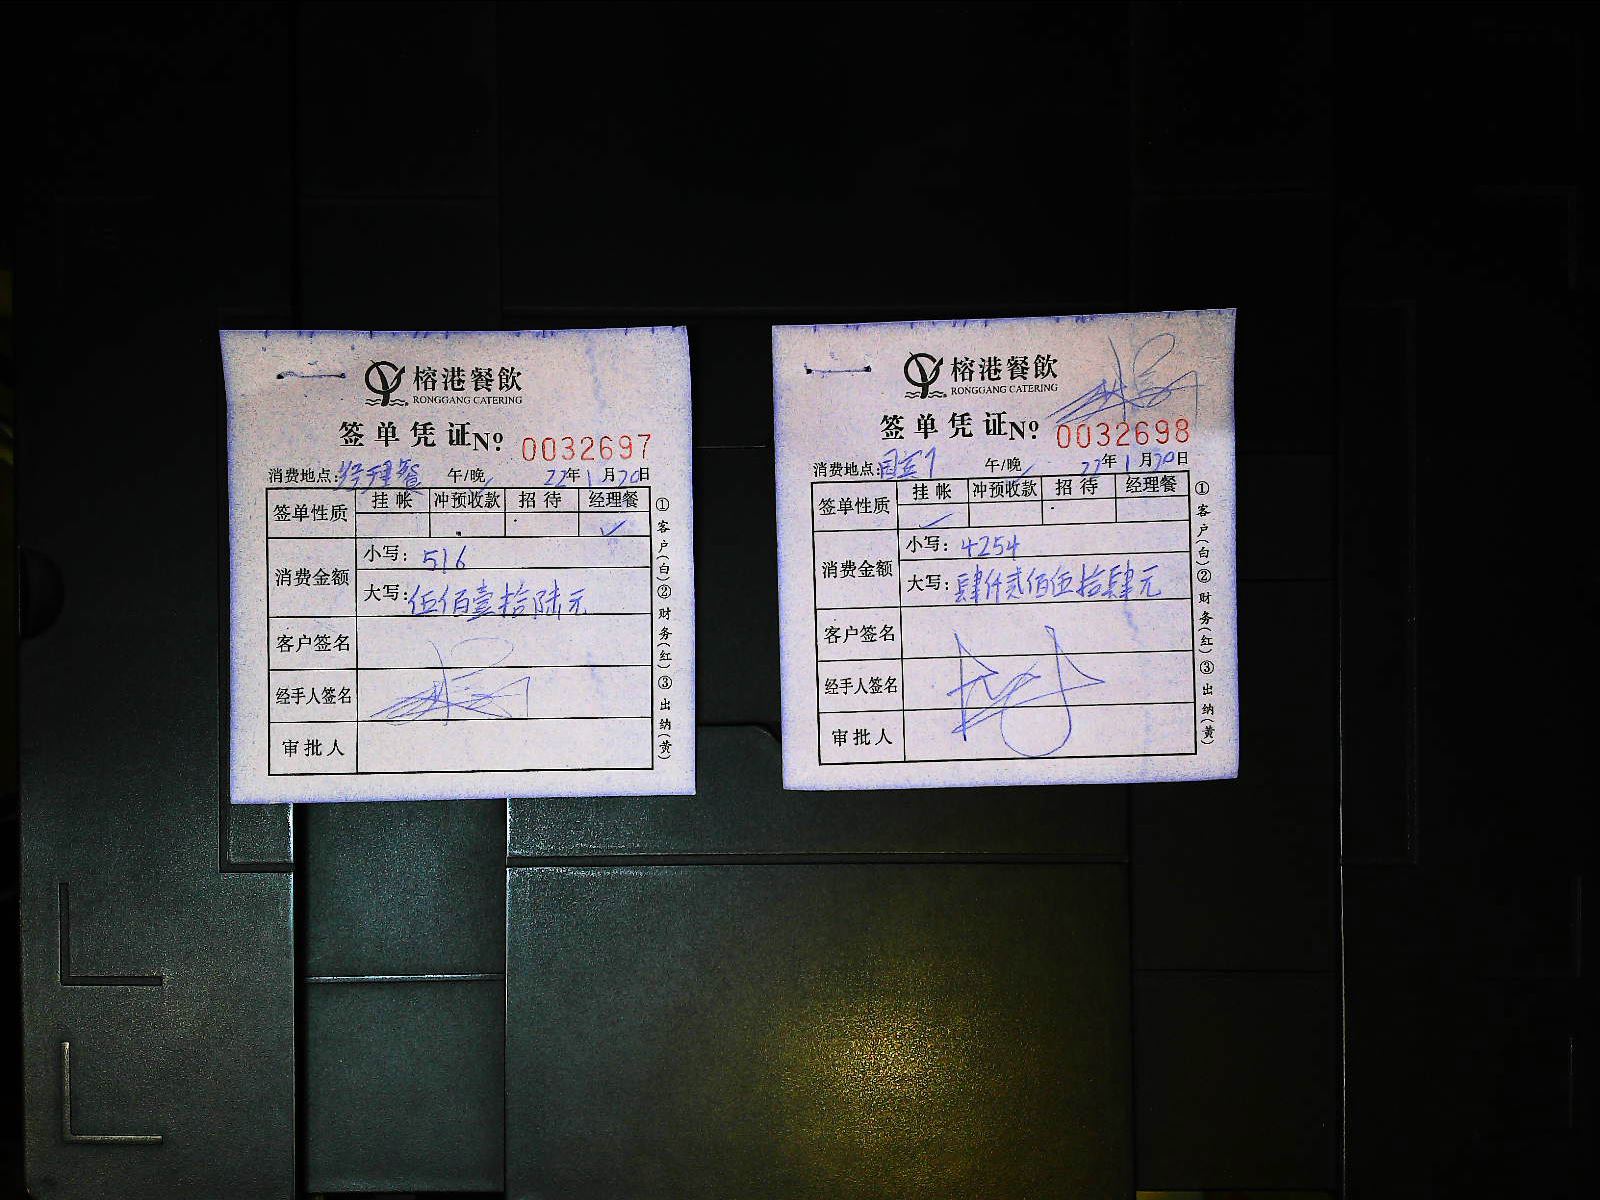 榕港餐飲
RONGGANG CATERING
签单凭证Nº 0032697
消费地点:经理餐 午/晚 22年1月20日
签单性质 挂帐 冲预收款 招待 经理餐
✓
消费金额
小写:516
大写:伍佰壹拾陆元
客户签名
经手人签名
审批人
①客户(白)②财务(红)③出纳(黄)
榕港餐飲
RONGGANG CATERING
签单凭证Nº 0032698
消费地点: 午/晚 22年1月20日
签单性质 挂帐 冲预收款 招待 经理餐
✓
消费金额
小写:4254
大写:肆仟贰佰伍拾肆元
客户签名
经手人签名
审批人
①客户(白)②财务(红)③出纳(黄)